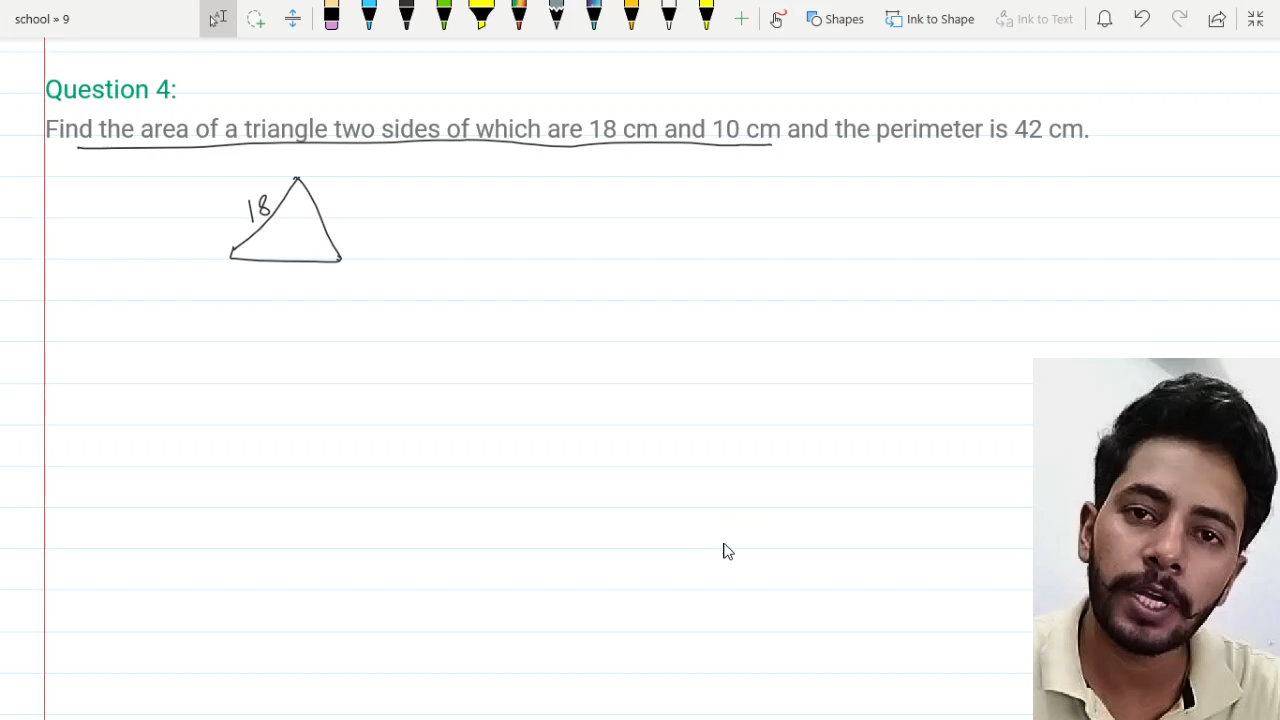 school » 9
Shapes
Ink to Shape
Ink to Text
Question 4:
Find the area of a triangle two sides of which are 18 cm and 10 cm and the perimeter is 42 cm.
18